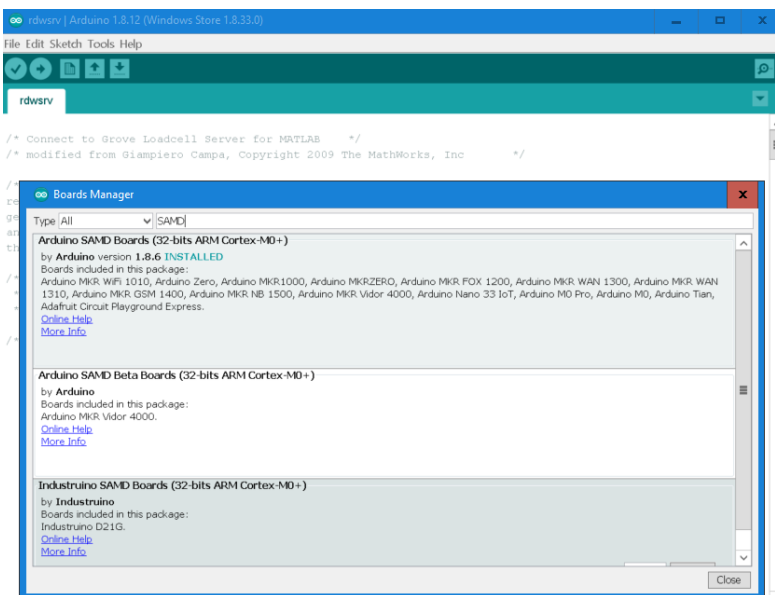 rdwsrv | Arduino 1.8.12 (Windows Store 1.8.33.0)
File Edit Sketch Tools Help
rdwsrv
/* Connect to Grove Loadcell Server for MATLAB */
/* modified from Giampiero Campa, Copyright 2009 The MathWorks, Inc */
/*
re
ge
an
th
/*
*
*
/*
Boards Manager
Type All SAMD
Arduino SAMD Boards (32-bits ARM Cortex-M0+)
by Arduino version 1.8.6 INSTALLED
Boards included in this package:
Arduino MKR WiFi 1010, Arduino Zero, Arduino MKR1000, Arduino MKRZERO, Arduino MKR FOX 1200, Arduino MKR WAN 1300, Arduino MKR WAN
1310, Arduino MKR GSM 1400, Arduino MKR NB 1500, Arduino MKR Vidor 4000, Arduino Nano 33 IoT, Arduino M0 Pro, Arduino M0, Arduino Tian,
Adafruit Circuit Playground Express.
Online Help
More Info
Arduino SAMD Beta Boards (32-bits ARM Cortex-M0+)
by Arduino
Boards included in this package:
Arduino MKR Vidor 4000.
Online Help
More Info
Industruino SAMD Boards (32-bits ARM Cortex-M0+)
by Industruino
Boards included in this package:
Industruino D21G.
Online Help
More Info
Close